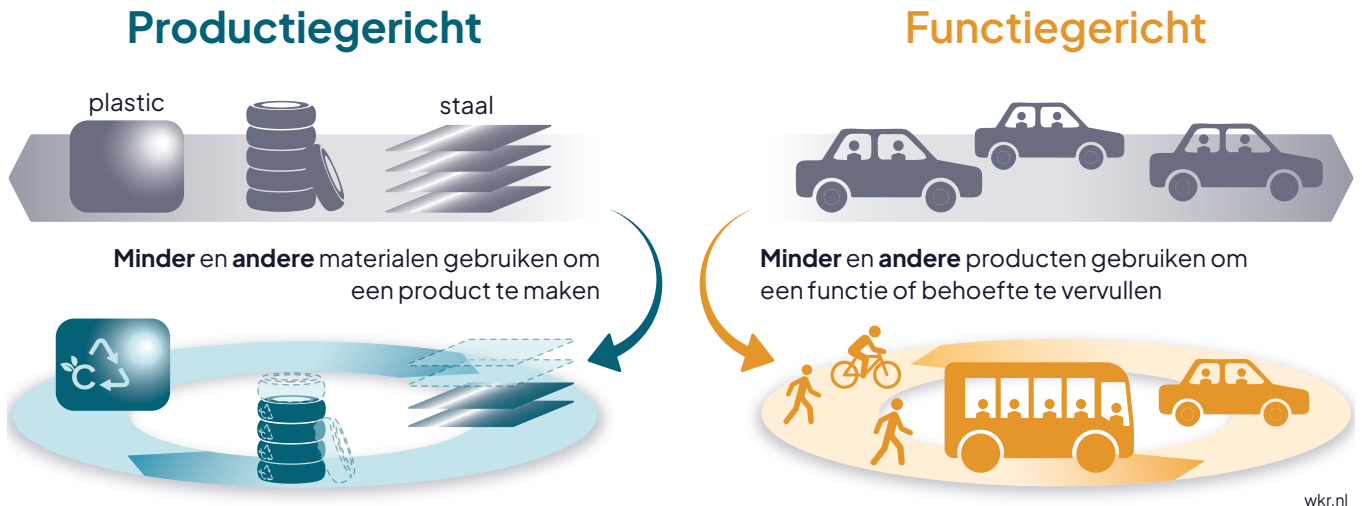 Productiegericht
plastic
staal
Minder en andere materialen gebruiken om
een product te maken
C
Functiegericht
Minder en andere producten gebruiken om
een functie of behoefte te vervullen
wkr.nl